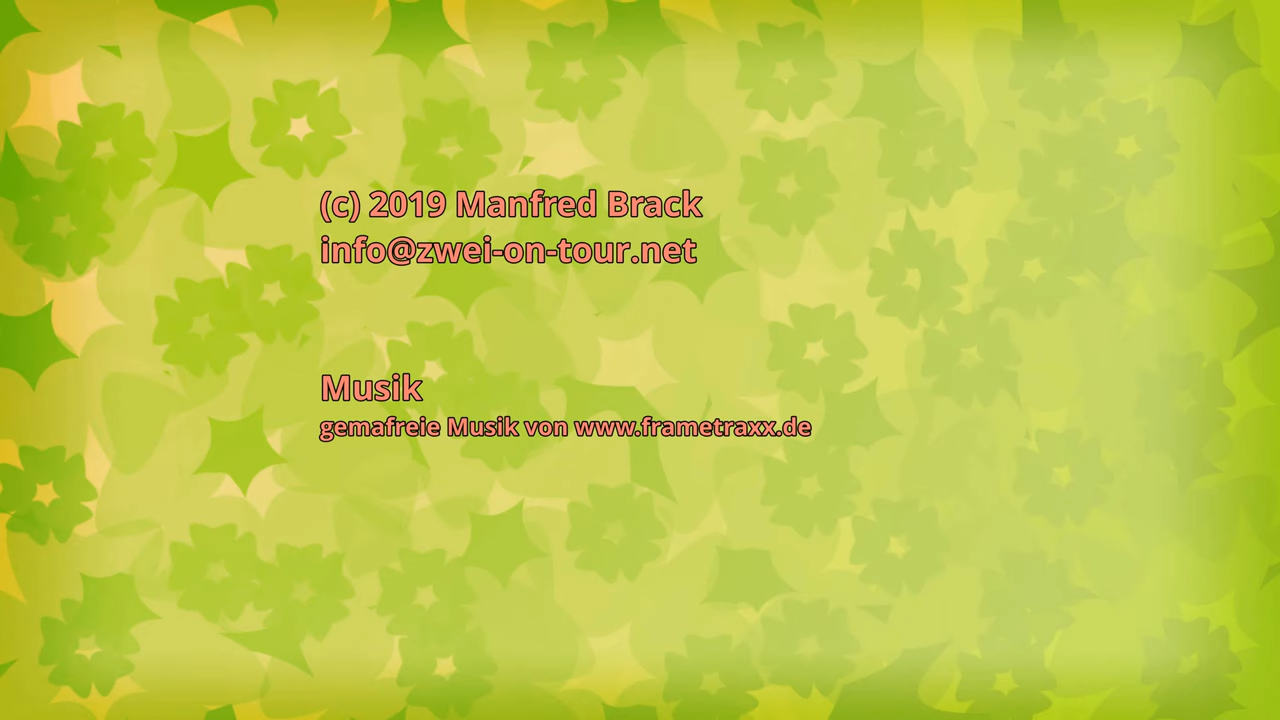 (c) 2019 Manfred Brack
info@zwei-on-tour.net
Musik
gemafreie Musik von www.frametraxx.de